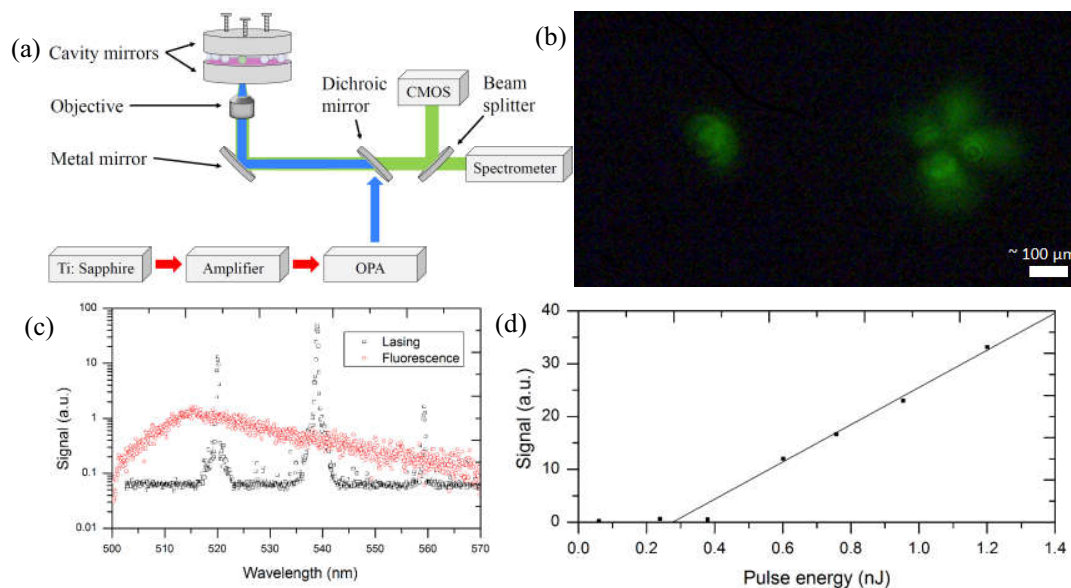 (a)
Cavity mirrors
Objective
Metal mirror
Dichroic
mirror
CMOS
Beam
splitter
Spectrometer
Ti: Sapphire
Amplifier
OPA
(b)
~ 100 μm
(c)
Signal (a.u.)
100
10
1
0.1
0.01
Lasing
Fluorescence
500 510 520 530 540 550 560 570
Wavelength (nm)
(d)
Signal (a.u.)
40
30
20
10
0
0.0 0.2 0.4 0.6 0.8 1.0 1.2 1.4
Pulse energy (nJ)